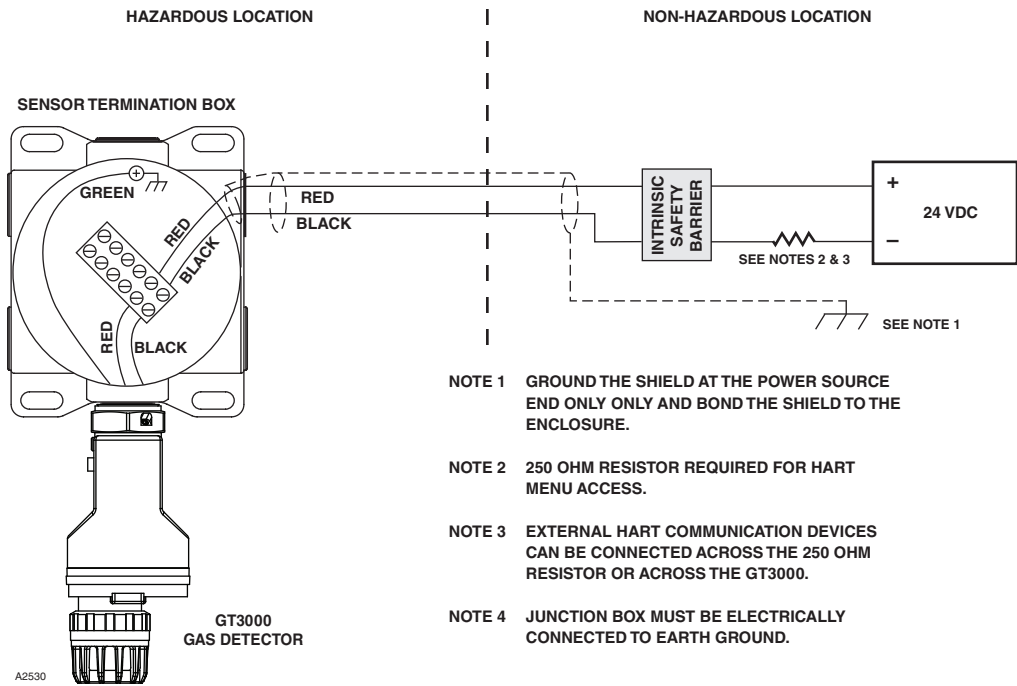 HAZARDOUS LOCATION
NON-HAZARDOUS LOCATION
SENSOR TERMINATION BOX
GREEN
RED
BLACK
RED
BLACK
RED
BLACK
INTRINSIC
SAFETY
BARRIER
+
24 VDC
–
SEE NOTES 2 & 3
SEE NOTE 1
NOTE 1 GROUND THE SHIELD AT THE POWER SOURCE
END ONLY ONLY AND BOND THE SHIELD TO THE
ENCLOSURE.
NOTE 2 250 OHM RESISTOR REQUIRED FOR HART
MENU ACCESS.
NOTE 3 EXTERNAL HART COMMUNICATION DEVICES
CAN BE CONNECTED ACROSS THE 250 OHM
RESISTOR OR ACROSS THE GT3000.
NOTE 4 JUNCTION BOX MUST BE ELECTRICALLY
CONNECTED TO EARTH GROUND.
GT3000
GAS DETECTOR
A2530